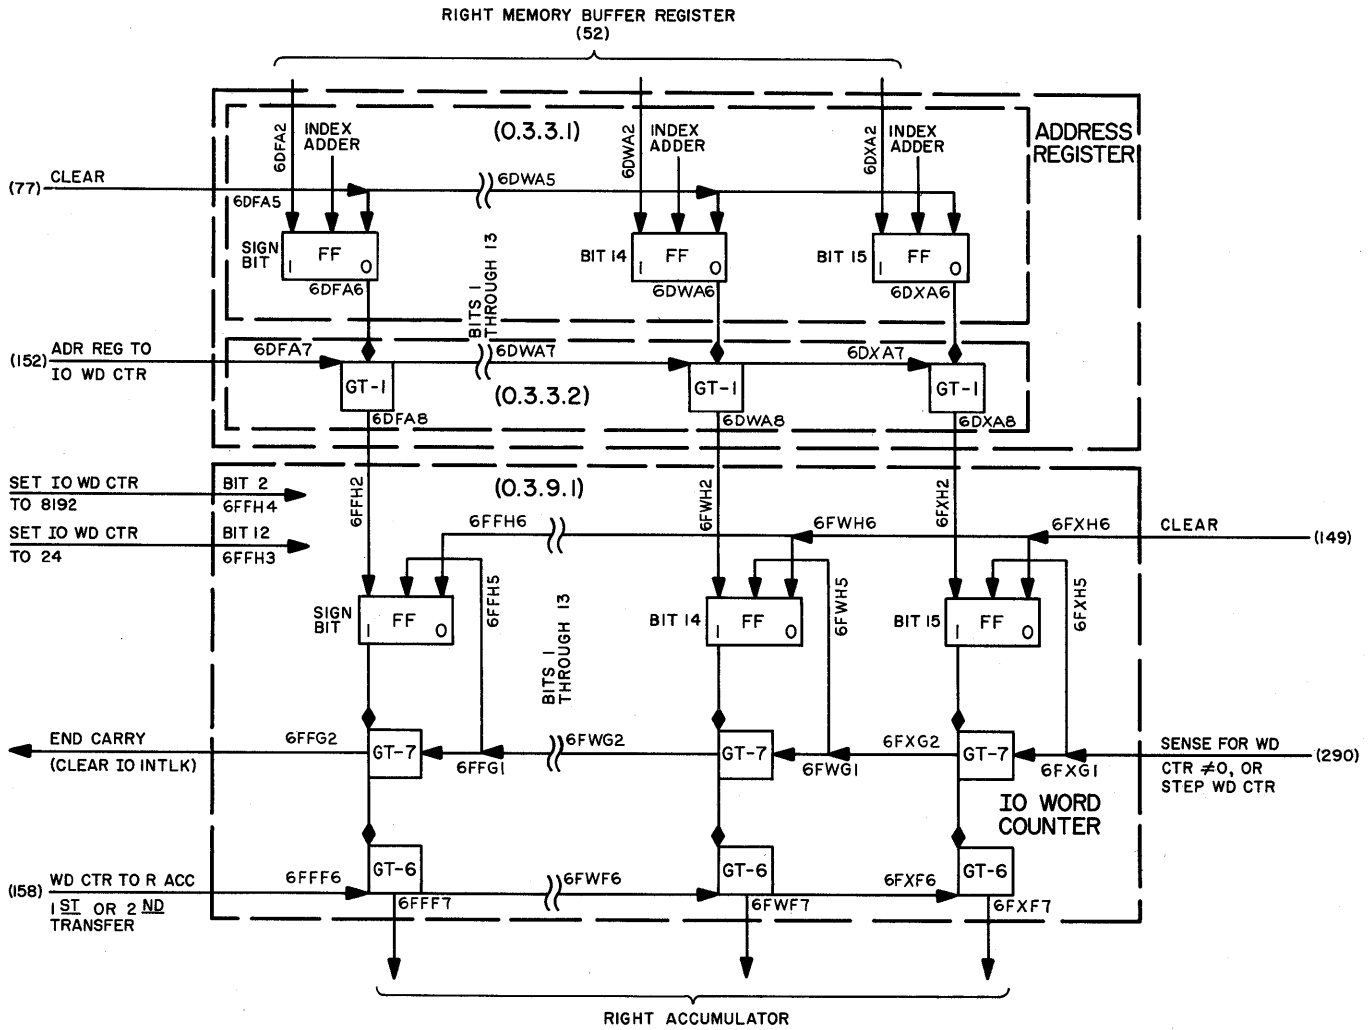 RIGHT MEMORY BUFFER REGISTER
(52)
6DFA2
INDEX
ADDER
(0.3.3.1)
6DWA2
INDEX
ADDER
6DXA2
INDEX
ADDER
ADDRESS
REGISTER
(77)
CLEAR
6DFA5
6DWA5
SIGN
BIT
FF
1
0
BIT 14
FF
1
0
BIT 15
FF
1
0
6DFA6
BITS 1
THROUGH 13
6DWA6
6DXA6
(152)
ADR REG TO
IO WD CTR
6DFA7
6DWA7
6DXA7
GT-1
(0.3.3.2)
GT-1
GT-1
6DFA8
6DWA8
6DXA8
SET IO WD CTR
TO 8192
BIT 2
6FFH4
SET IO WD CTR
TO 24
BIT 12
6FFH3
(0.3.9.1)
6FFH2
6FWH2
6FXH2
6FFH6
6FWH6
6FXH6
CLEAR
(149)
SIGN
BIT
FF
1
0
6FFH5
BITS 1
THROUGH 13
BIT 14
FF
1
0
6FWH5
BIT 15
FF
1
0
6FXH5
END CARRY
(CLEAR IO INTLK)
6FFG2
GT-7
6FFG1
6FWG2
GT-7
6FWG1
6FXG2
GT-7
6FXG1
SENSE FOR WD
CTR ≠0, OR
STEP WD CTR
(290)
IO WORD
COUNTER
(158)
WD CTR TO R ACC
1 ST OR 2 ND
TRANSFER
6FFF6
GT-6
6FFF7
6FWF6
GT-6
6FWF7
6FXF6
GT-6
6FXF7
RIGHT ACCUMULATOR